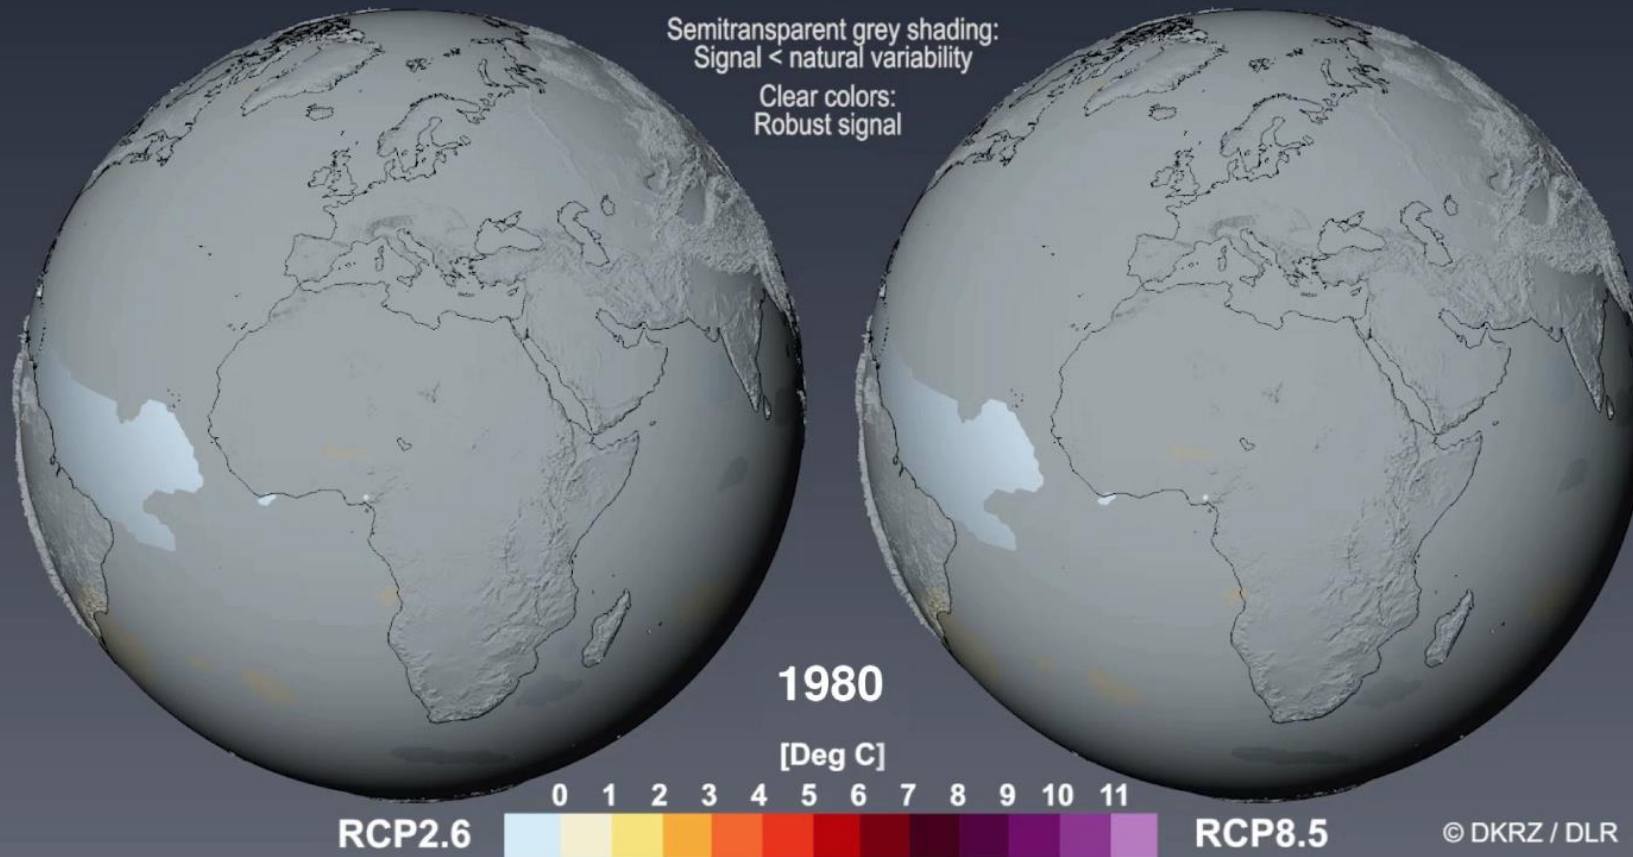 Semitransparent grey shading:
Signal < natural variability
Clear colors:
Robust signal
1980
[Deg C]
0 1 2 3 4 5 6 7 8 9 10 11
RCP2.6
RCP8.5
© DKRZ / DLR